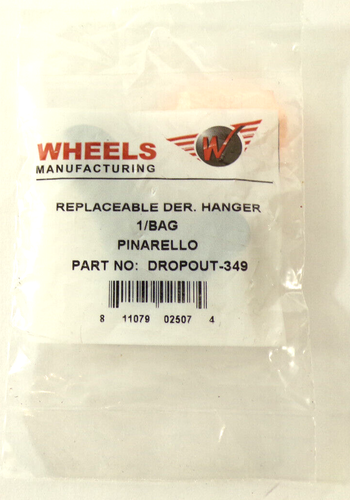 WHEELS
MANUFACTURING
W
REPLACEABLE DER. HANGER
1/BAG
PINARELLO
PART NO: DROPOUT-349
8 11079 02507 4